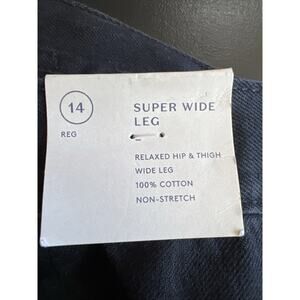 14
REG
SUPER WIDE
LEG
RELAXED HIP & THIGH
WIDE LEG
100% COTTON
NON-STRETCH